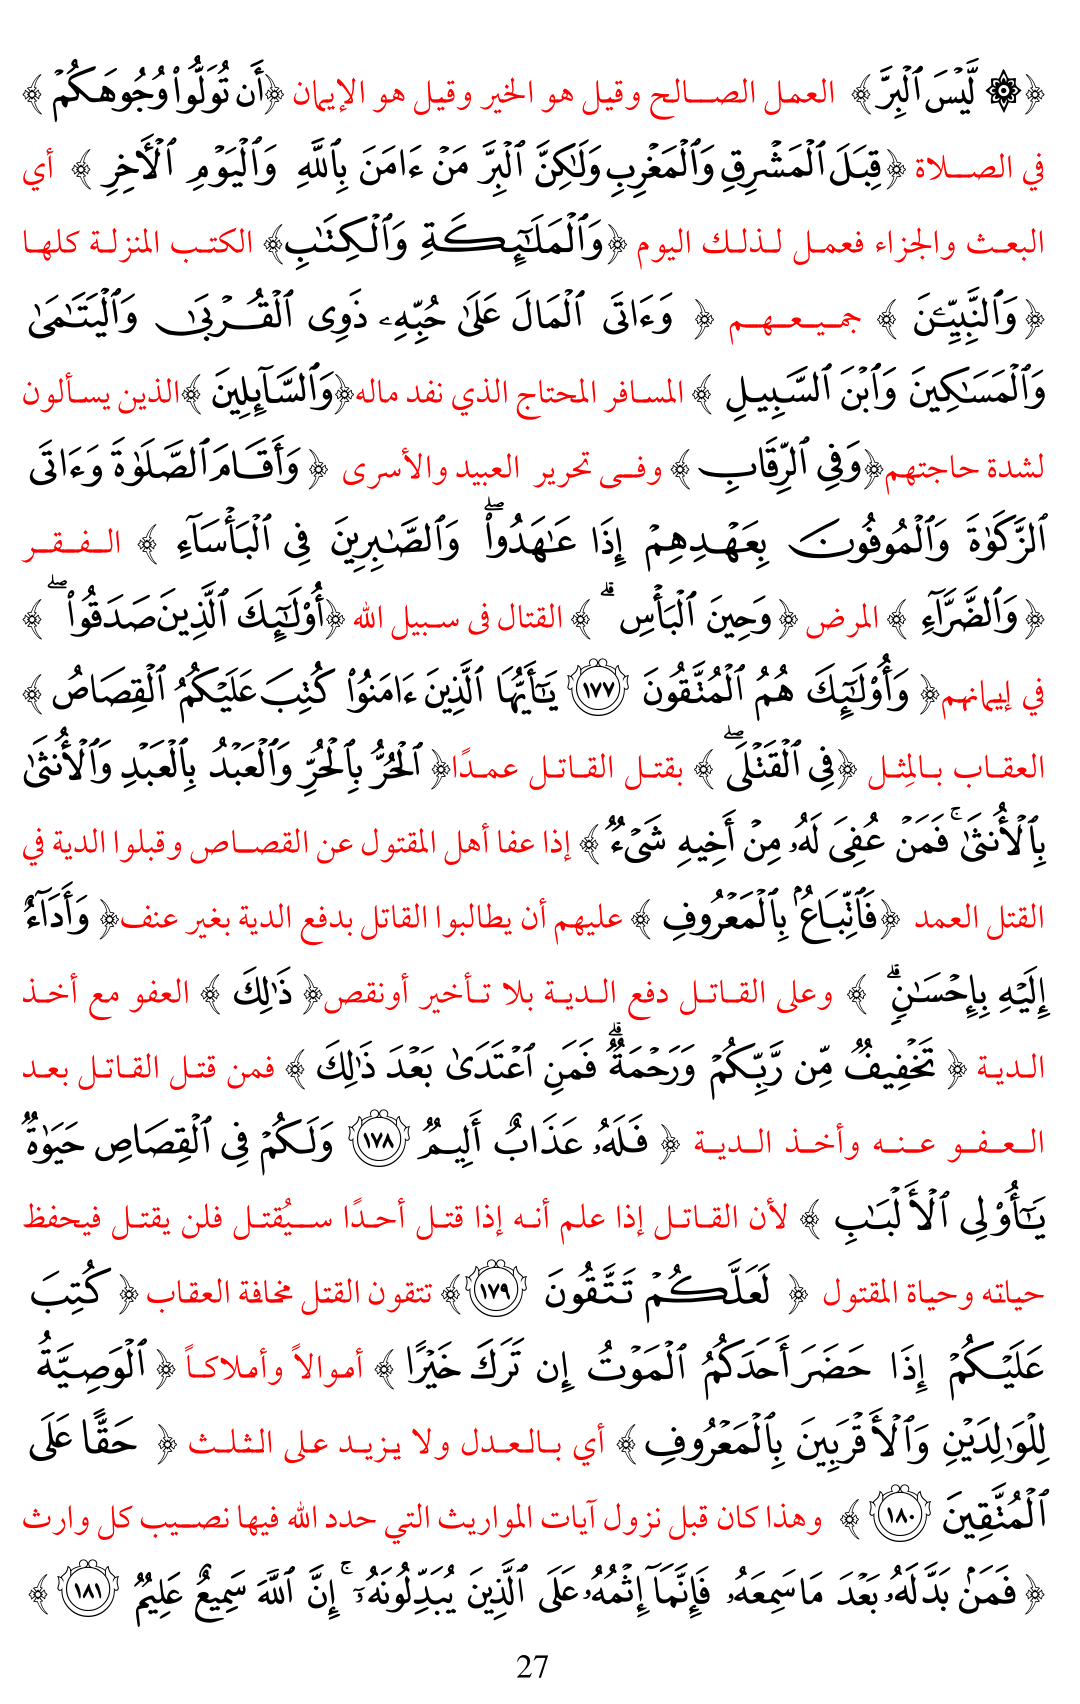 ﴿ ۞ لَّيْسَ ٱلْبِرَّ ﴾ العمل الصالح وقيل هو الخير وقيل هو الإيمان ﴿أَن تُوَلُّوا۟ وُجُوهَكُمْ ﴾
في الصلاة ﴿قِبَلَ ٱلْمَشْرِقِ وَٱلْمَغْرِبِ وَلَٰكِنَّ ٱلْبِرَّ مَنْ ءَامَنَ بِٱللَّهِ وَٱلْيَوْمِ ٱلْـَٔاخِرِ ﴾ أي
البعث والجزاء فعمل لذلك اليوم ﴿وَٱلْمَلَٰٓئِكَةِ وَٱلْكِتَٰبِ﴾ الكتب المنزلة كلها
﴿ وَٱلنَّبِيِّـۧنَ ﴾ جميعهم ﴿ وَءَاتَى ٱلْمَالَ عَلَىٰ حُبِّهِۦ ذَوِى ٱلْقُرْبَىٰ وَٱلْيَتَٰمَىٰ
وَٱلْمَسَٰكِينَ وَٱبْنَ ٱلسَّبِيلِ ﴾ المسافر المحتاج الذي نفد ماله﴿وَٱلسَّآئِلِينَ ﴾الذين يسألون
لشدة حاجتهم﴿وَفِى ٱلرِّقَابِ ﴾ وفى تحرير العبيد والأسرى ﴿ وَأَقَامَ ٱلصَّلَوٰةَ وَءَاتَى
ٱلزَّكَوٰةَ وَٱلْمُوفُونَ بِعَهْدِهِمْ إِذَا عَٰهَدُوا۟ ۖ وَٱلصَّٰبِرِينَ فِى ٱلْبَأْسَآءِ ﴾ الفقر
﴿ وَٱلضَّرَّآءِ ﴾ المرض ﴿ وَحِينَ ٱلْبَأْسِ ۗ ﴾ القتال فى سبيل الله ﴿أُو۟لَٰٓئِكَ ٱلَّذِينَ صَدَقُوا۟ ۖ ﴾
في إيمانهم﴿ وَأُو۟لَٰٓئِكَ هُمُ ٱلْمُتَّقُونَ ١٧٧ يَٰٓأَيُّهَا ٱلَّذِينَ ءَامَنُوا۟ كُتِبَ عَلَيْكُمُ ٱلْقِصَاصُ ﴾
العقاب بالمِثل ﴿فِى ٱلْقَتْلَى ۖ ﴾ بقتل القاتل عمدًا﴿ ٱلْحُرُّ بِٱلْحُرِّ وَٱلْعَبْدُ بِٱلْعَبْدِ وَٱلْأُنثَىٰ
بِٱلْأُنثَىٰ ۚ فَمَنْ عُفِىَ لَهُۥ مِنْ أَخِيهِ شَىْءٌ ﴾ إذا عفا أهل المقتول عن القصاص وقبلوا الدية في
القتل العمد ﴿فَٱتِّبَاعٌۢ بِٱلْمَعْرُوفِ ﴾ عليهم أن يطالبوا القاتل بدفع الدية بغير عنف﴿ وَأَدَآءٌ
إِلَيْهِ بِإِحْسَٰنٍ ۗ ﴾ وعلى القاتل دفع الدية بلا تأخير أونقص﴿ ذَٰلِكَ ﴾ العفو مع أخذ
الدية ﴿ تَخْفِيفٌ مِّن رَّبِّكُمْ وَرَحْمَةٌ ۗ فَمَنِ ٱعْتَدَىٰ بَعْدَ ذَٰلِكَ ﴾ فمن قتل القاتل بعد
العفو عنه وأخذ الدية ﴿ فَلَهُۥ عَذَابٌ أَلِيمٌ ١٧٨ وَلَكُمْ فِى ٱلْقِصَاصِ حَيَوٰةٌ
يَٰٓأُو۟لِى ٱلْأَلْبَٰبِ ﴾ لأن القاتل إذا علم أنه إذا قتل أحدًا سيُقتل فلن يقتل فيحفظ
حياته وحياة المقتول ﴿ لَعَلَّكُمْ تَتَّقُونَ ١٧٩﴾ تتقون القتل مخافة العقاب ﴿ كُتِبَ
عَلَيْكُمْ إِذَا حَضَرَ أَحَدَكُمُ ٱلْمَوْتُ إِن تَرَكَ خَيْرًا ﴾ أموالاً وأملاكاً ﴿ ٱلْوَصِيَّةُ
لِلْوَٰلِدَيْنِ وَٱلْأَقْرَبِينَ بِٱلْمَعْرُوفِ ﴾ أي بالعدل ولا يزيد على الثلث ﴿ حَقًّا عَلَى
ٱلْمُتَّقِينَ ١٨٠ ﴾ وهذا كان قبل نزول آيات المواريث التي حدد الله فيها نصيب كل وارث
﴿ فَمَنۢ بَدَّلَهُۥ بَعْدَ مَا سَمِعَهُۥ فَإِنَّمَآ إِثْمُهُۥ عَلَى ٱلَّذِينَ يُبَدِّلُونَهُۥٓ ۚ إِنَّ ٱللَّهَ سَمِيعٌ عَلِيمٌ ١٨١ ﴾
27